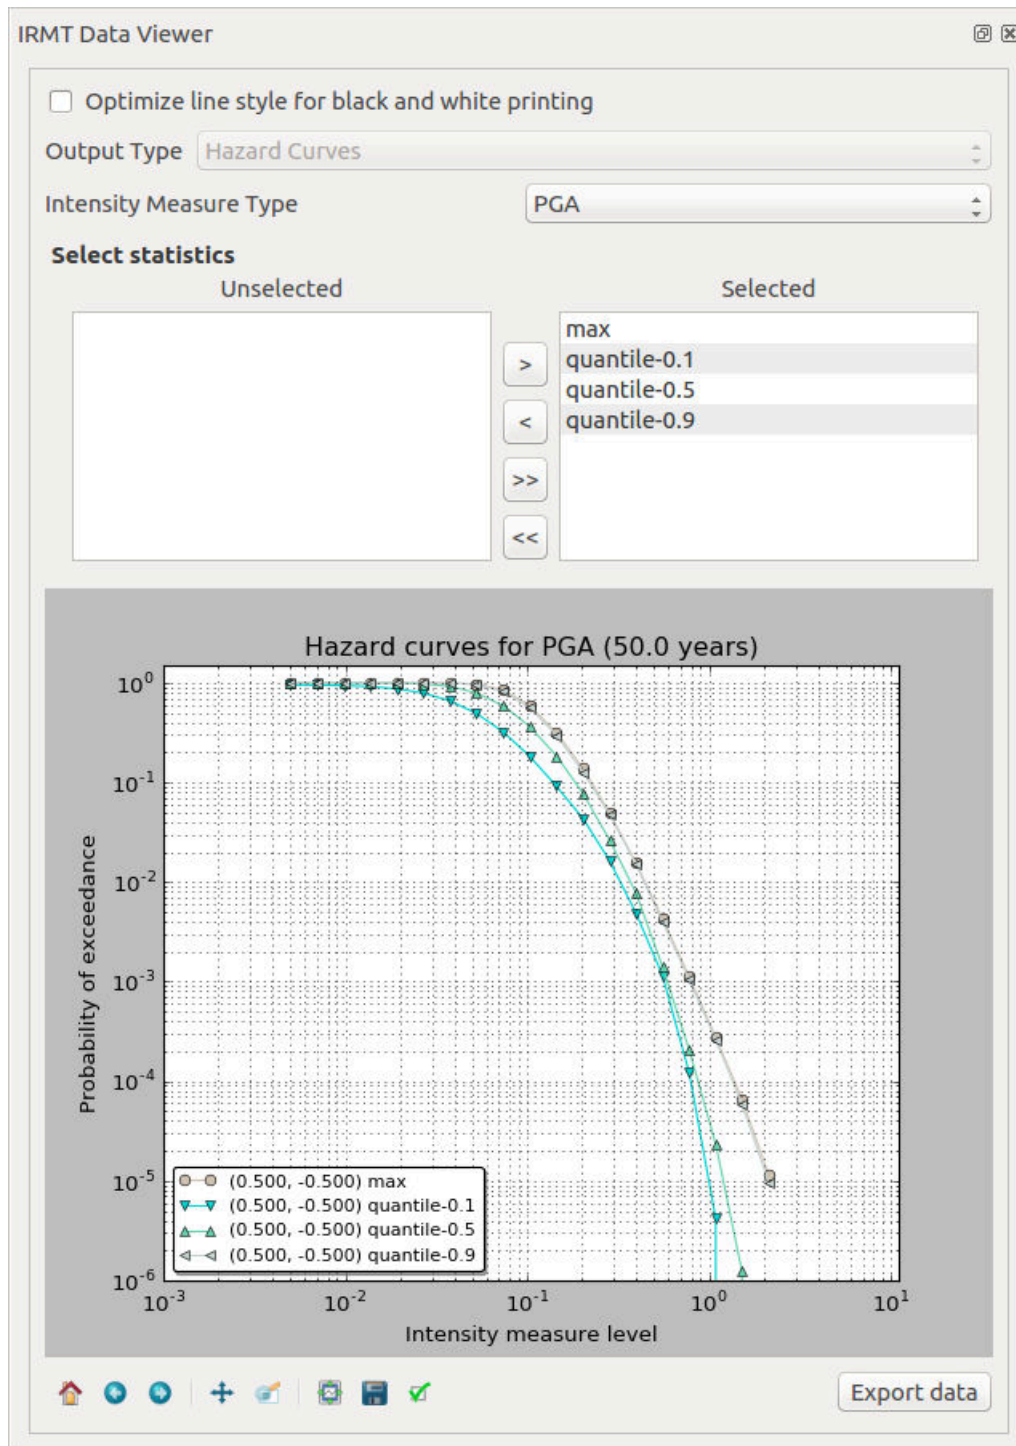 IRMT Data Viewer
Optimize line style for black and white printing
Output Type Hazard Curves
Intensity Measure Type PGA
Select statistics
Unselected Selected
max
quantile-0.1
quantile-0.5
quantile-0.9
>
<
>>
<<
Hazard curves for PGA (50.0 years)
10^0
10^-1
10^-2
10^-3
10^-4
10^-5
10^-6
Probability of exceedance
(0.500, -0.500) max
(0.500, -0.500) quantile-0.1
(0.500, -0.500) quantile-0.5
(0.500, -0.500) quantile-0.9
10^-3 10^-2 10^-1 10^0 10^1
Intensity measure level
Export data